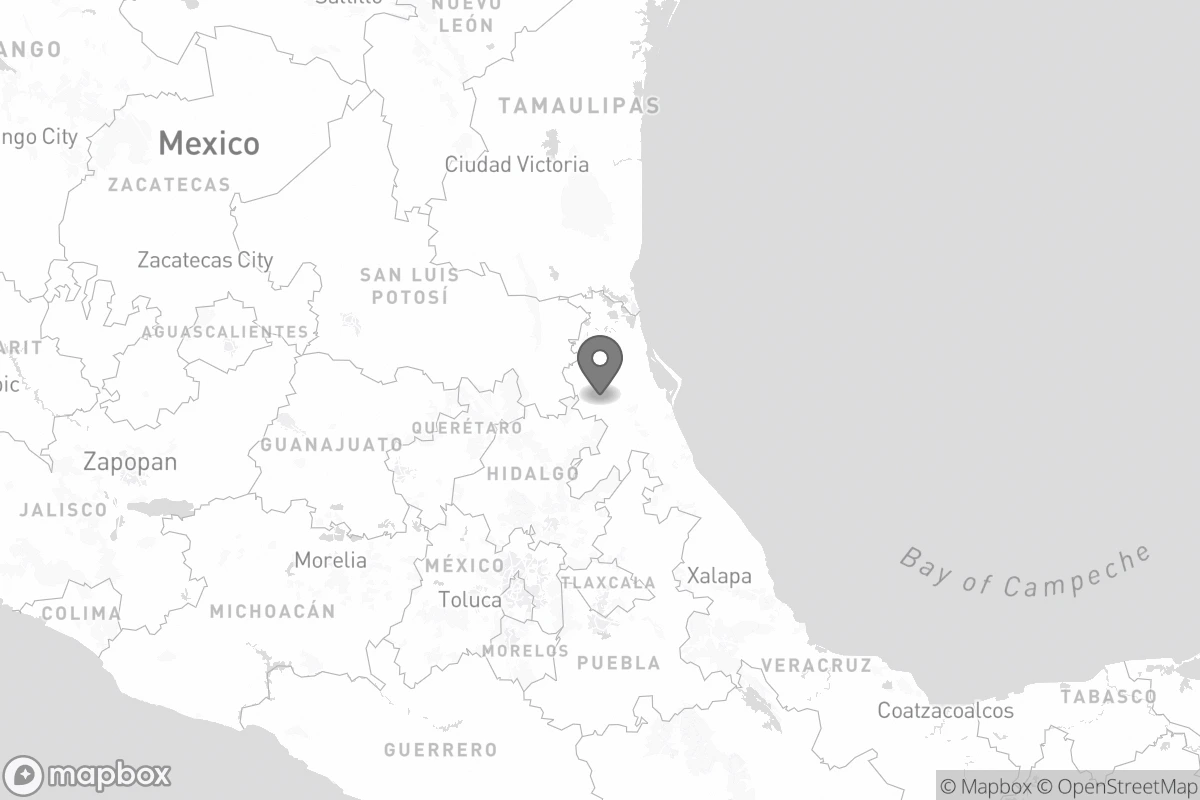 Saltillo
NUEVO
LEÓN
ANGO
TAMAULIPAS
ngo City
Mexico
Ciudad Victoria
ZACATECAS
Zacatecas City
SAN LUIS
POTOSÍ
AGUASCALIENTES
ARIT
pic
QUERÉTARO
GUANAJUATO
Zapopan
HIDALGO
JALISCO
Bay of Campeche
Morelia
MÉXICO
TLAXCALA
Xalapa
Toluca
COLIMA
MICHOACÁN
MORELOS
PUEBLA
VERACRUZ
TABASCO
Coatzacoalcos
GUERRERO
mapbox
© Mapbox © OpenStreetMap